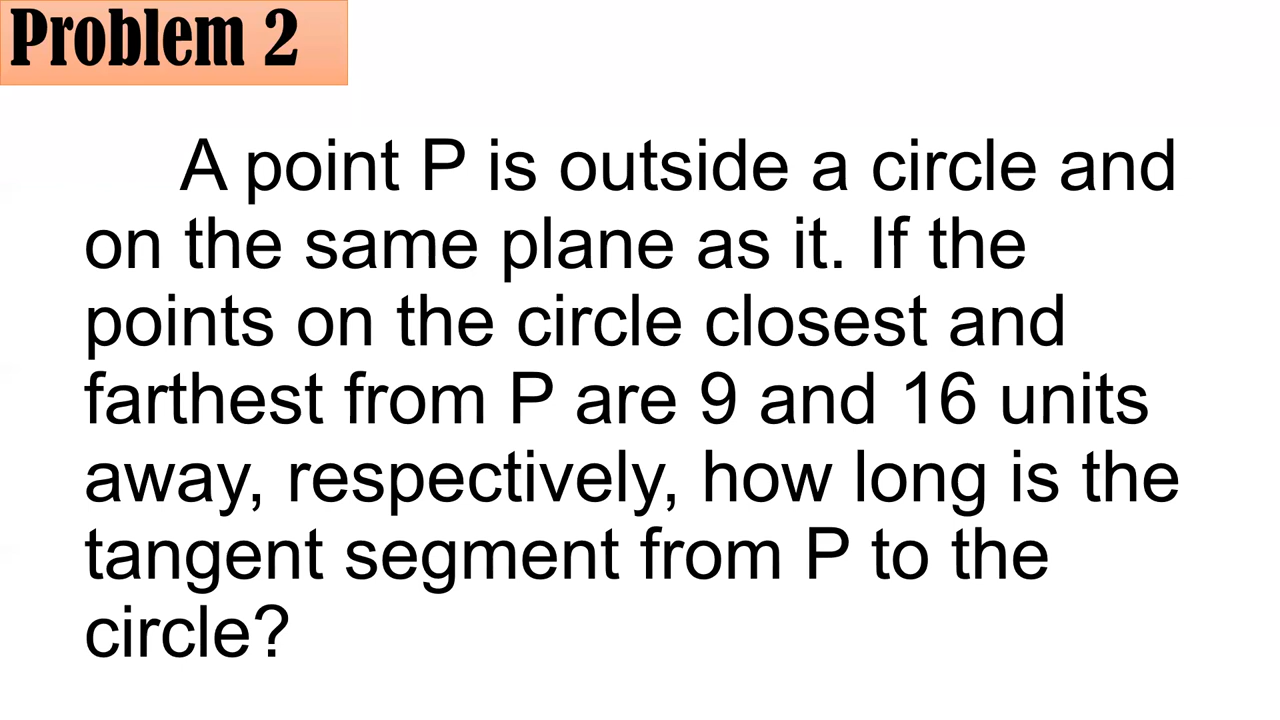 Problem 2
A point P is outside a circle and
on the same plane as it. If the
points on the circle closest and
farthest from P are 9 and 16 units
away, respectively, how long is the
tangent segment from P to the
circle?